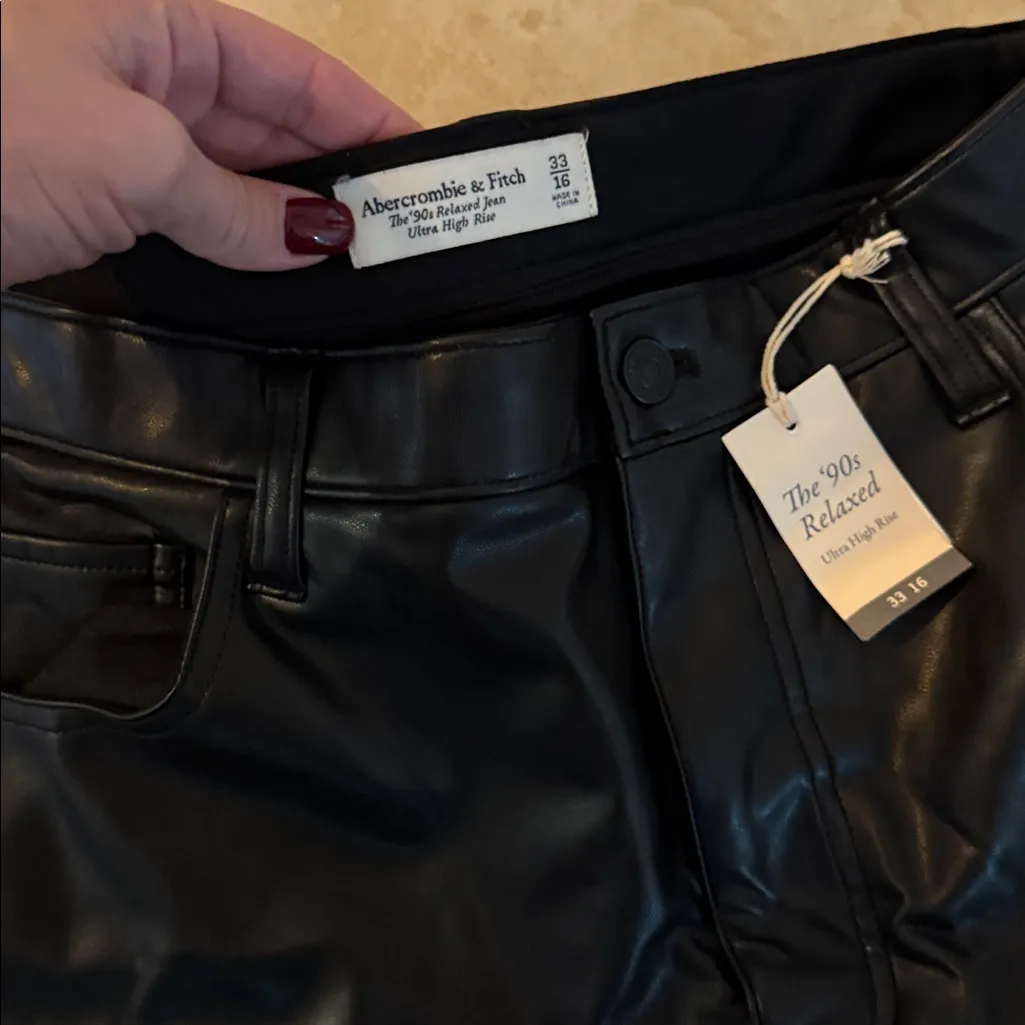 Abercrombie & Fitch
The '90s Relaxed Jean
Ultra High Rise
33
16
MADE IN
CHINA
The '90s
Relaxed
Ultra High Rise
33 16